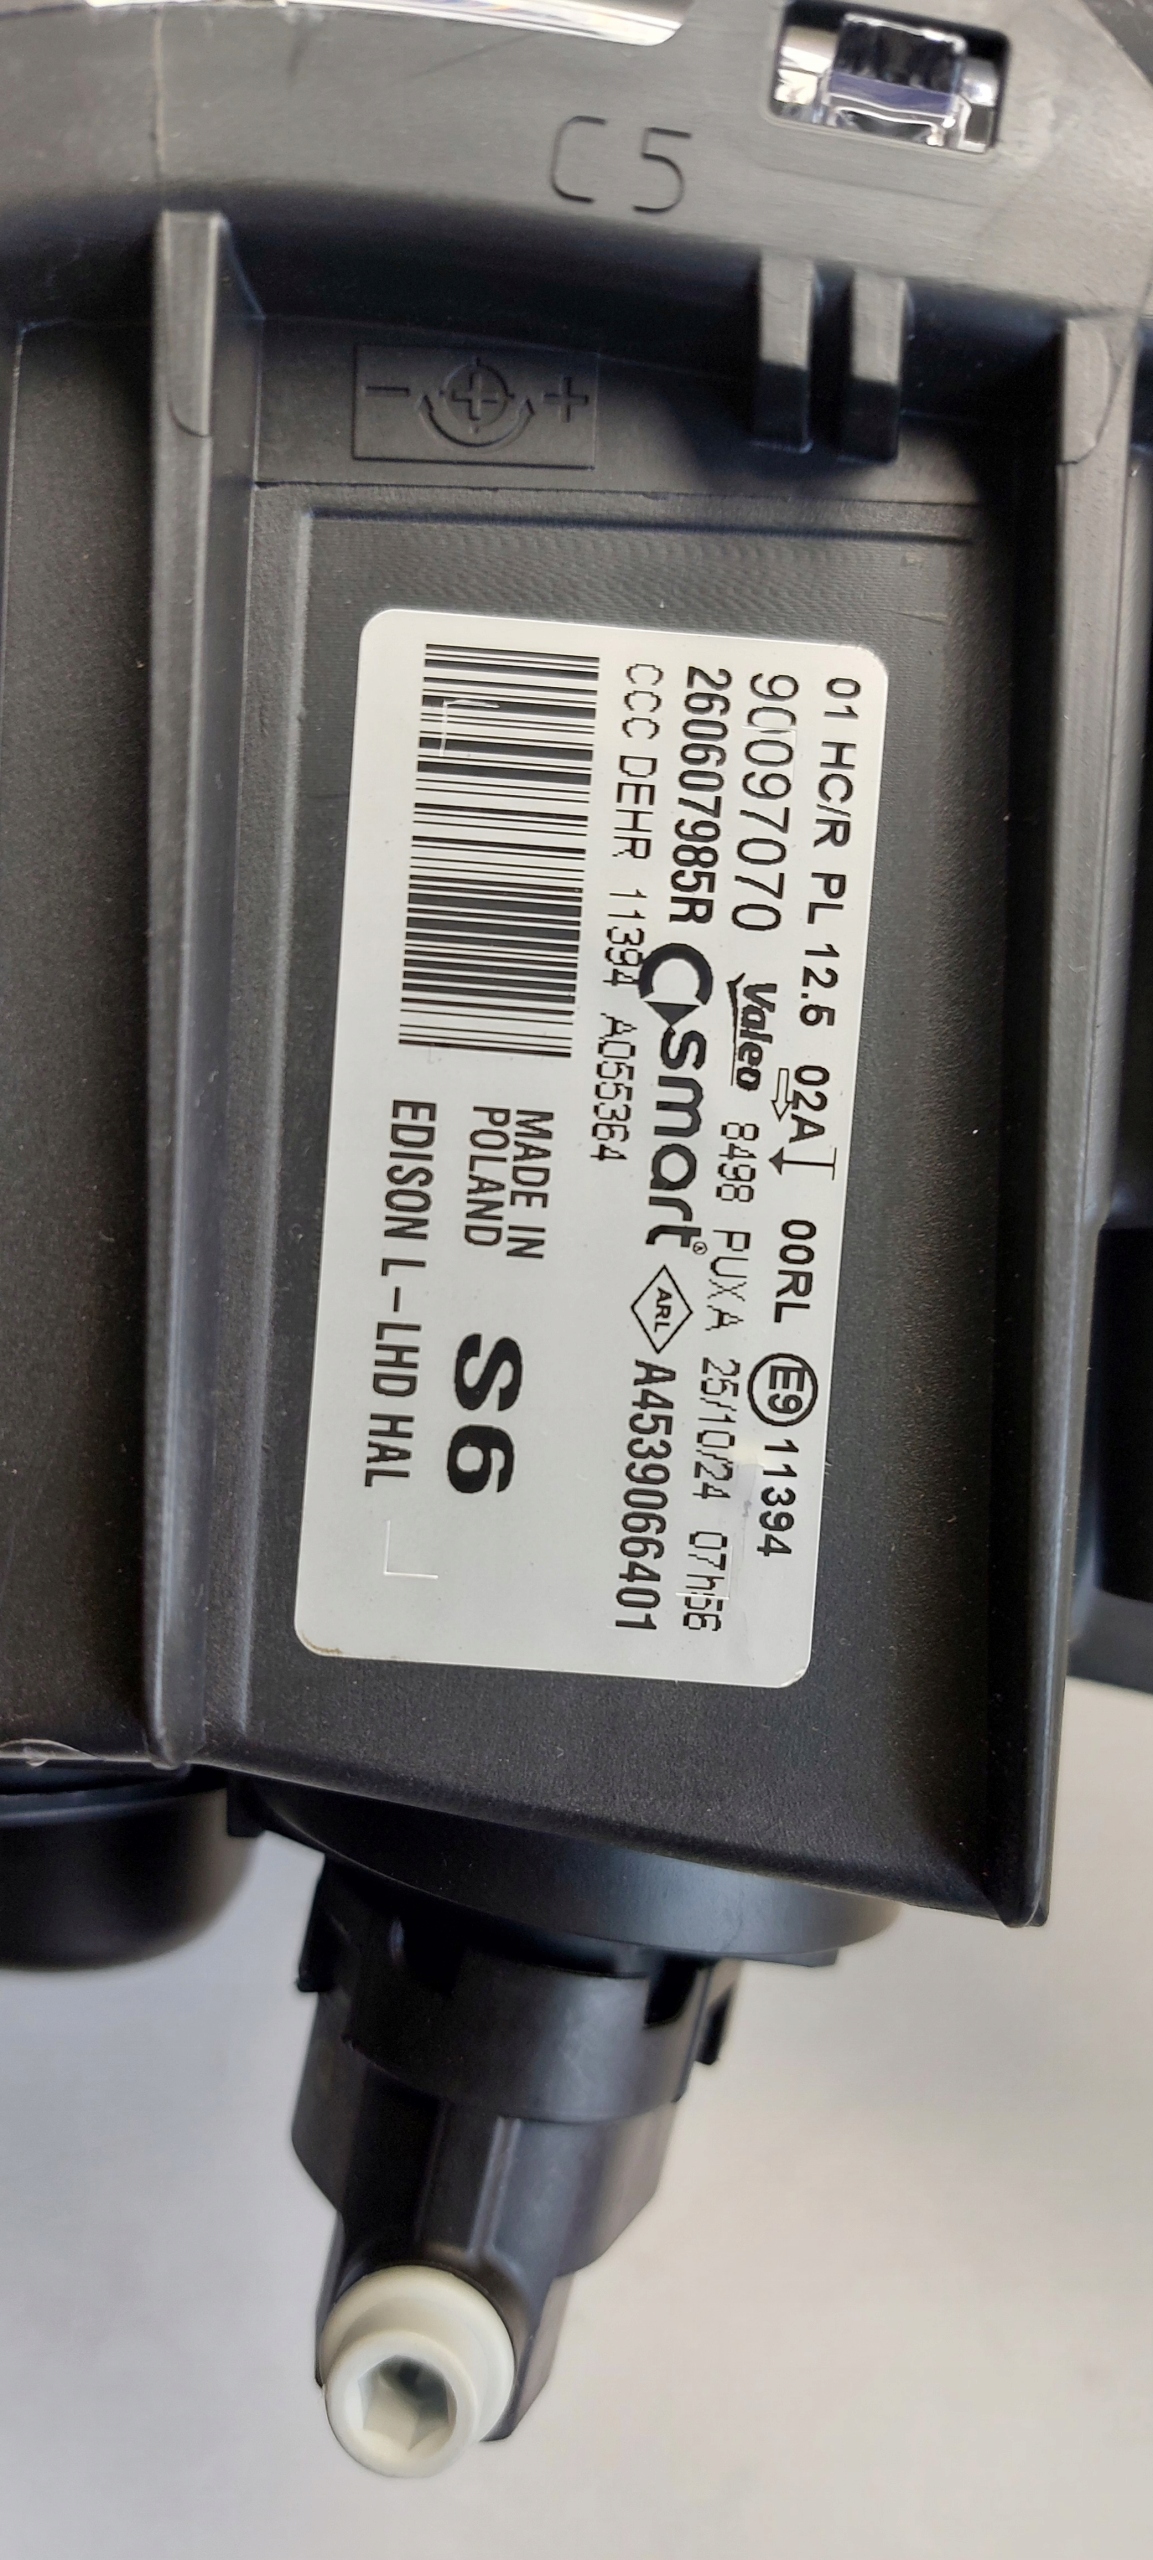 C5
- +
01 HC/R PL 12.5 02A 00RL E9 11394
90097070 Valeo 8498 PUXA 25/10/24 07h56
260607985R smart® ARL A4539066401
CCC DEHR 11394 A055364
MADE IN
POLAND
S6
EDISON L-LHD HAL